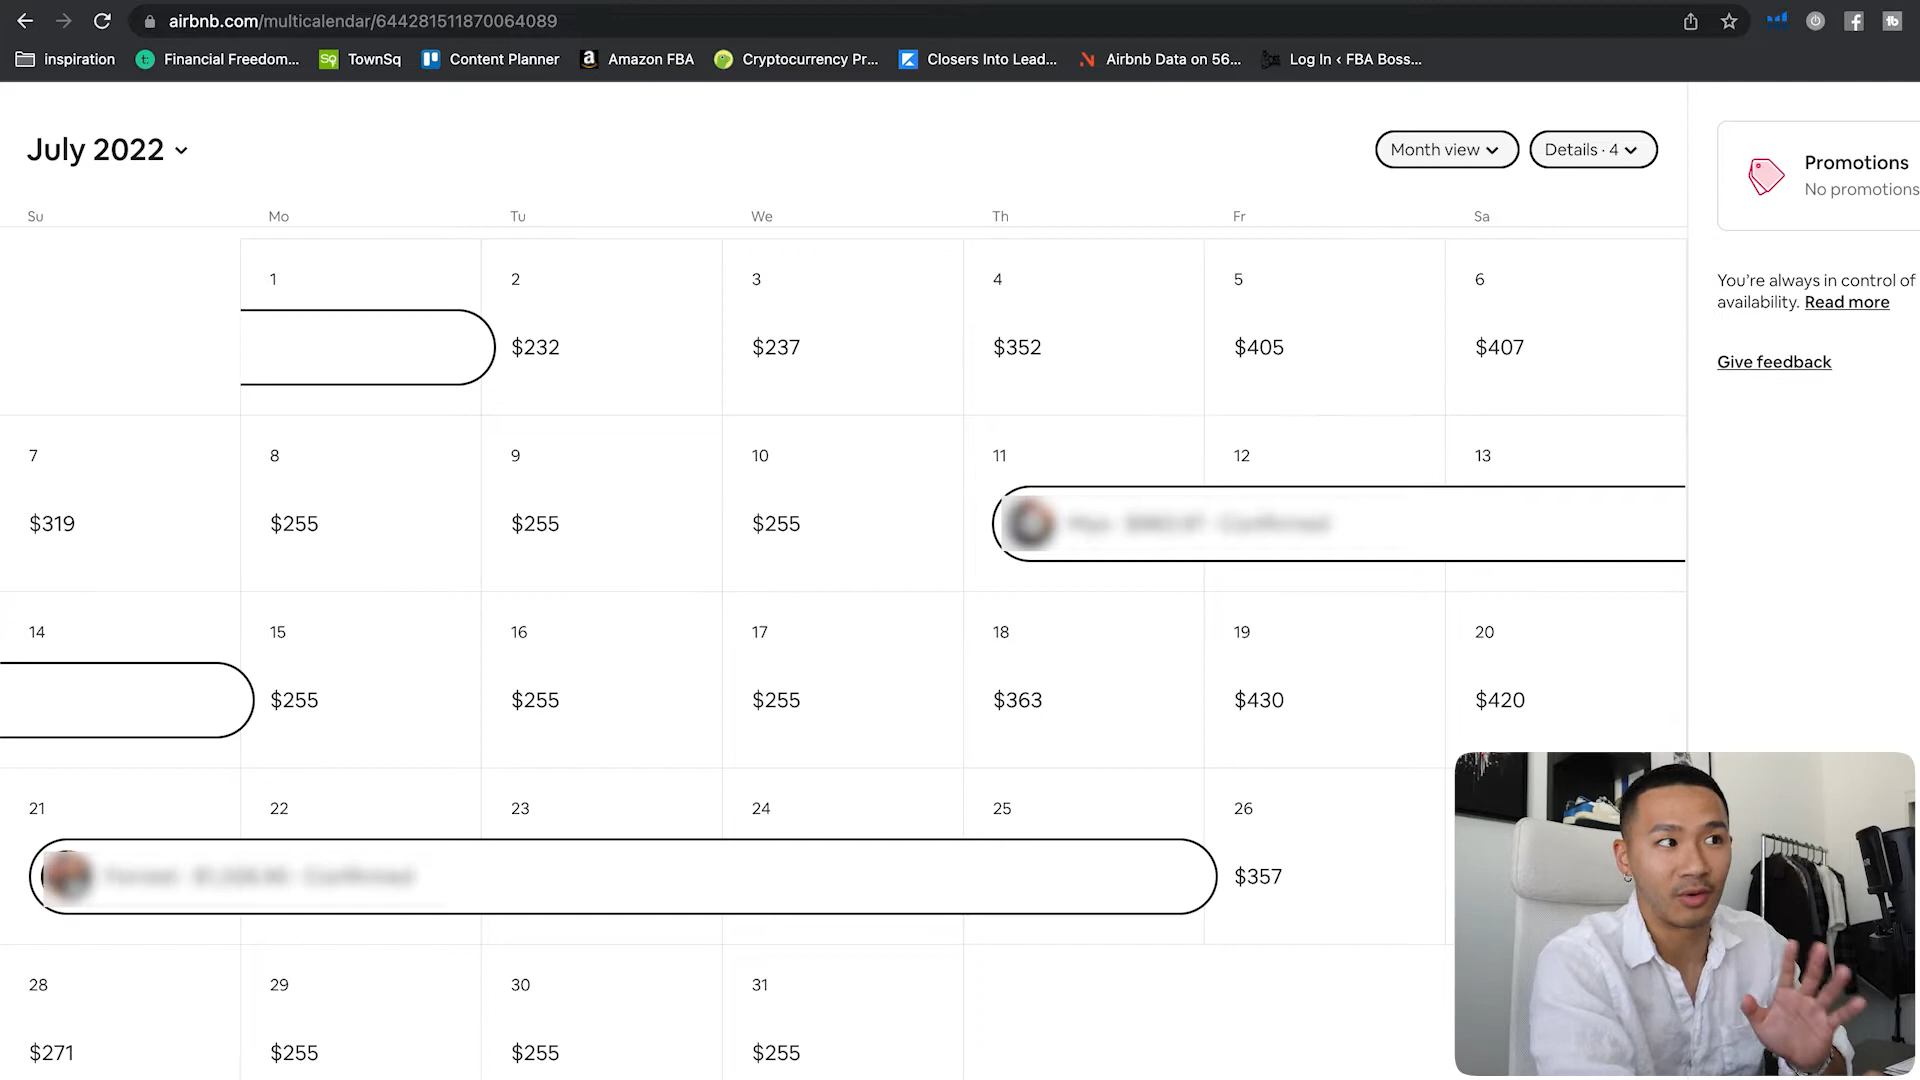 airbnb.com/multicalendar/644281511870064089
inspiration
Financial Freedom...
TownSq
Content Planner
Amazon FBA
Cryptocurrency Pr...
Closers Into Lead...
Airbnb Data on 56...
Log In ‹ FBA Boss...
July 2022
Month view
Details · 4
Promotions
No promotions
You're always in control of
availability. Read more
Give feedback
Su Mo Tu We Th Fr Sa
1 2 3 4 5 6
$232 $237 $352 $405 $407
7 8 9 10 11 12 13
$319 $255 $255 $255
14 15 16 17 18 19 20
$255 $255 $255 $363 $430 $420
21 22 23 24 25 26
$357
28 29 30 31
$271 $255 $255 $255